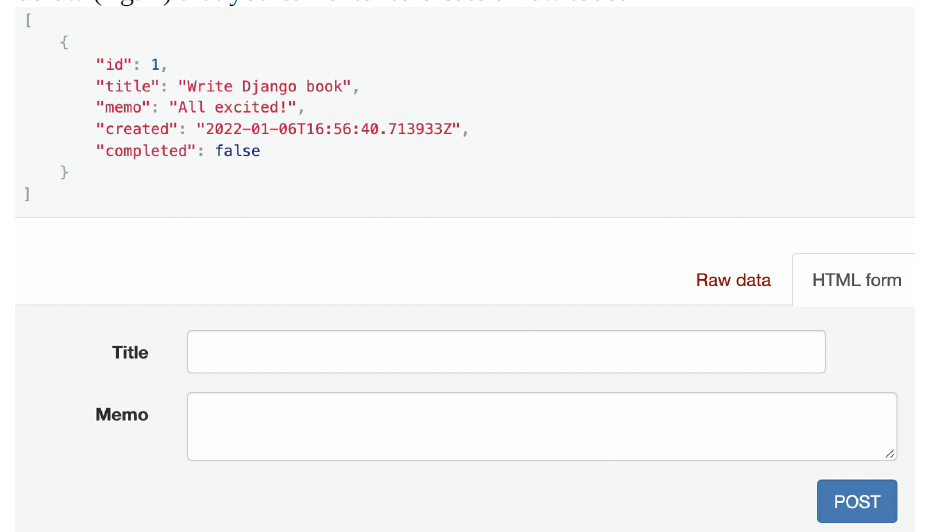 [
{
"id": 1,
"title": "Write Django book",
"memo": "All excited!",
"created": "2022-01-06T16:56:40.713933Z",
"completed": false
}
]
Raw data
HTML form
Title
Memo
POST